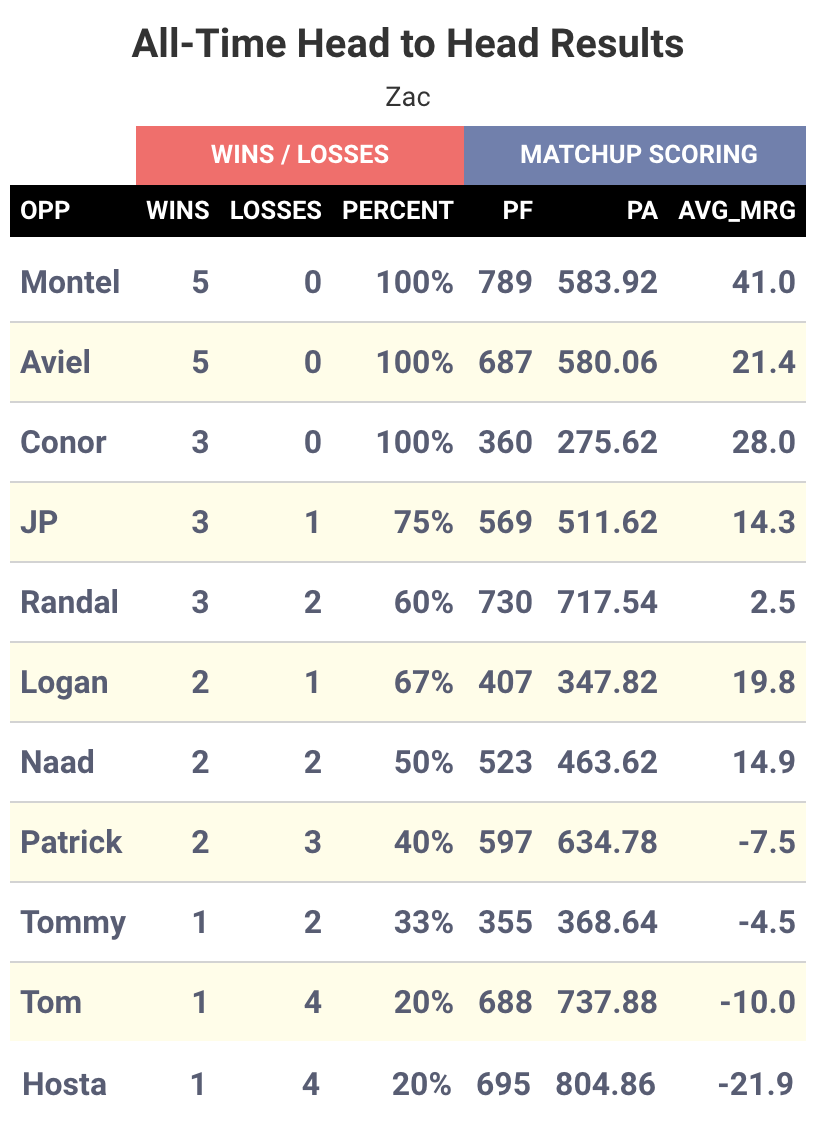 All-Time Head to Head Results
Zac
WINS / LOSSES MATCHUP SCORING
OPP WINS LOSSES PERCENT PF PA AVG_MRG
Montel 5 0 100% 789 583.92 41.0
Aviel 5 0 100% 687 580.06 21.4
Conor 3 0 100% 360 275.62 28.0
JP 3 1 75% 569 511.62 14.3
Randal 3 2 60% 730 717.54 2.5
Logan 2 1 67% 407 347.82 19.8
Naad 2 2 50% 523 463.62 14.9
Patrick 2 3 40% 597 634.78 -7.5
Tommy 1 2 33% 355 368.64 -4.5
Tom 1 4 20% 688 737.88 -10.0
Hosta 1 4 20% 695 804.86 -21.9